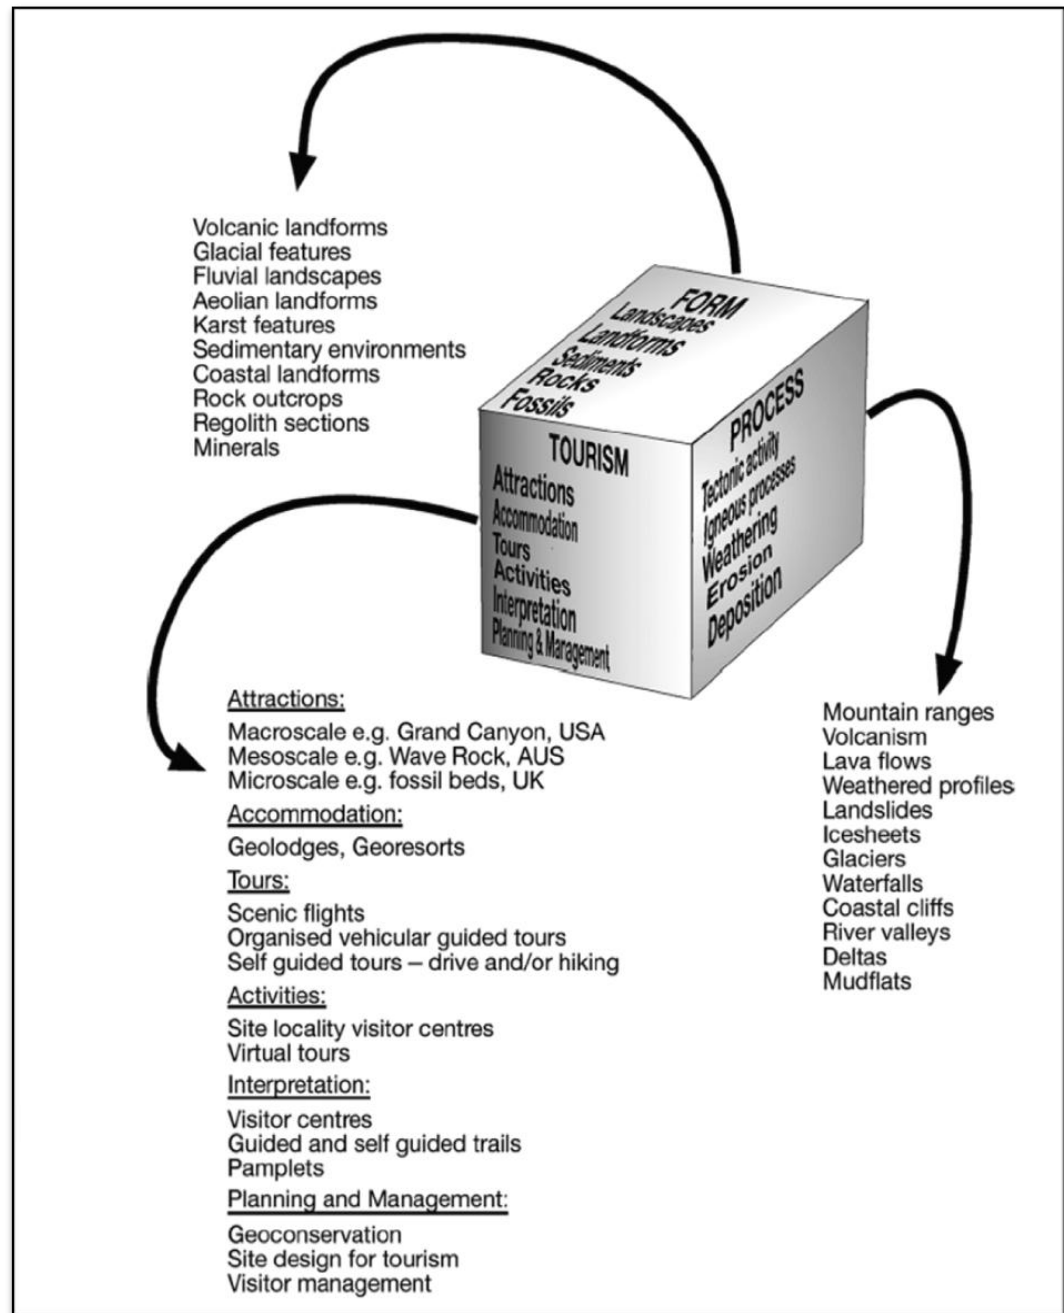 Volcanic landforms
Glacial features
Fluvial landscapes
Aeolian landforms
Karst features
Sedimentary environments
Coastal landforms
Rock outcrops
Regolith sections
Minerals
FORM
Landscapes
Landforms
Sediments
Rocks
Fossils
TOURISM
Attractions
Accommodation
Tours
Activities
Interpretation
Planning & Management
PROCESS
Tectonic activity
Igneous processes
Weathering
Erosion
Deposition
Attractions:
Macroscale e.g. Grand Canyon, USA
Mesoscale e.g. Wave Rock, AUS
Microscale e.g. fossil beds, UK
Accommodation:
Geolodges, Georesorts
Tours:
Scenic flights
Organised vehicular guided tours
Self guided tours – drive and/or hiking
Activities:
Site locality visitor centres
Virtual tours
Interpretation:
Visitor centres
Guided and self guided trails
Pamplets
Planning and Management:
Geoconservation
Site design for tourism
Visitor management
Mountain ranges
Volcanism
Lava flows
Weathered profiles
Landslides
Icesheets
Glaciers
Waterfalls
Coastal cliffs
River valleys
Deltas
Mudflats